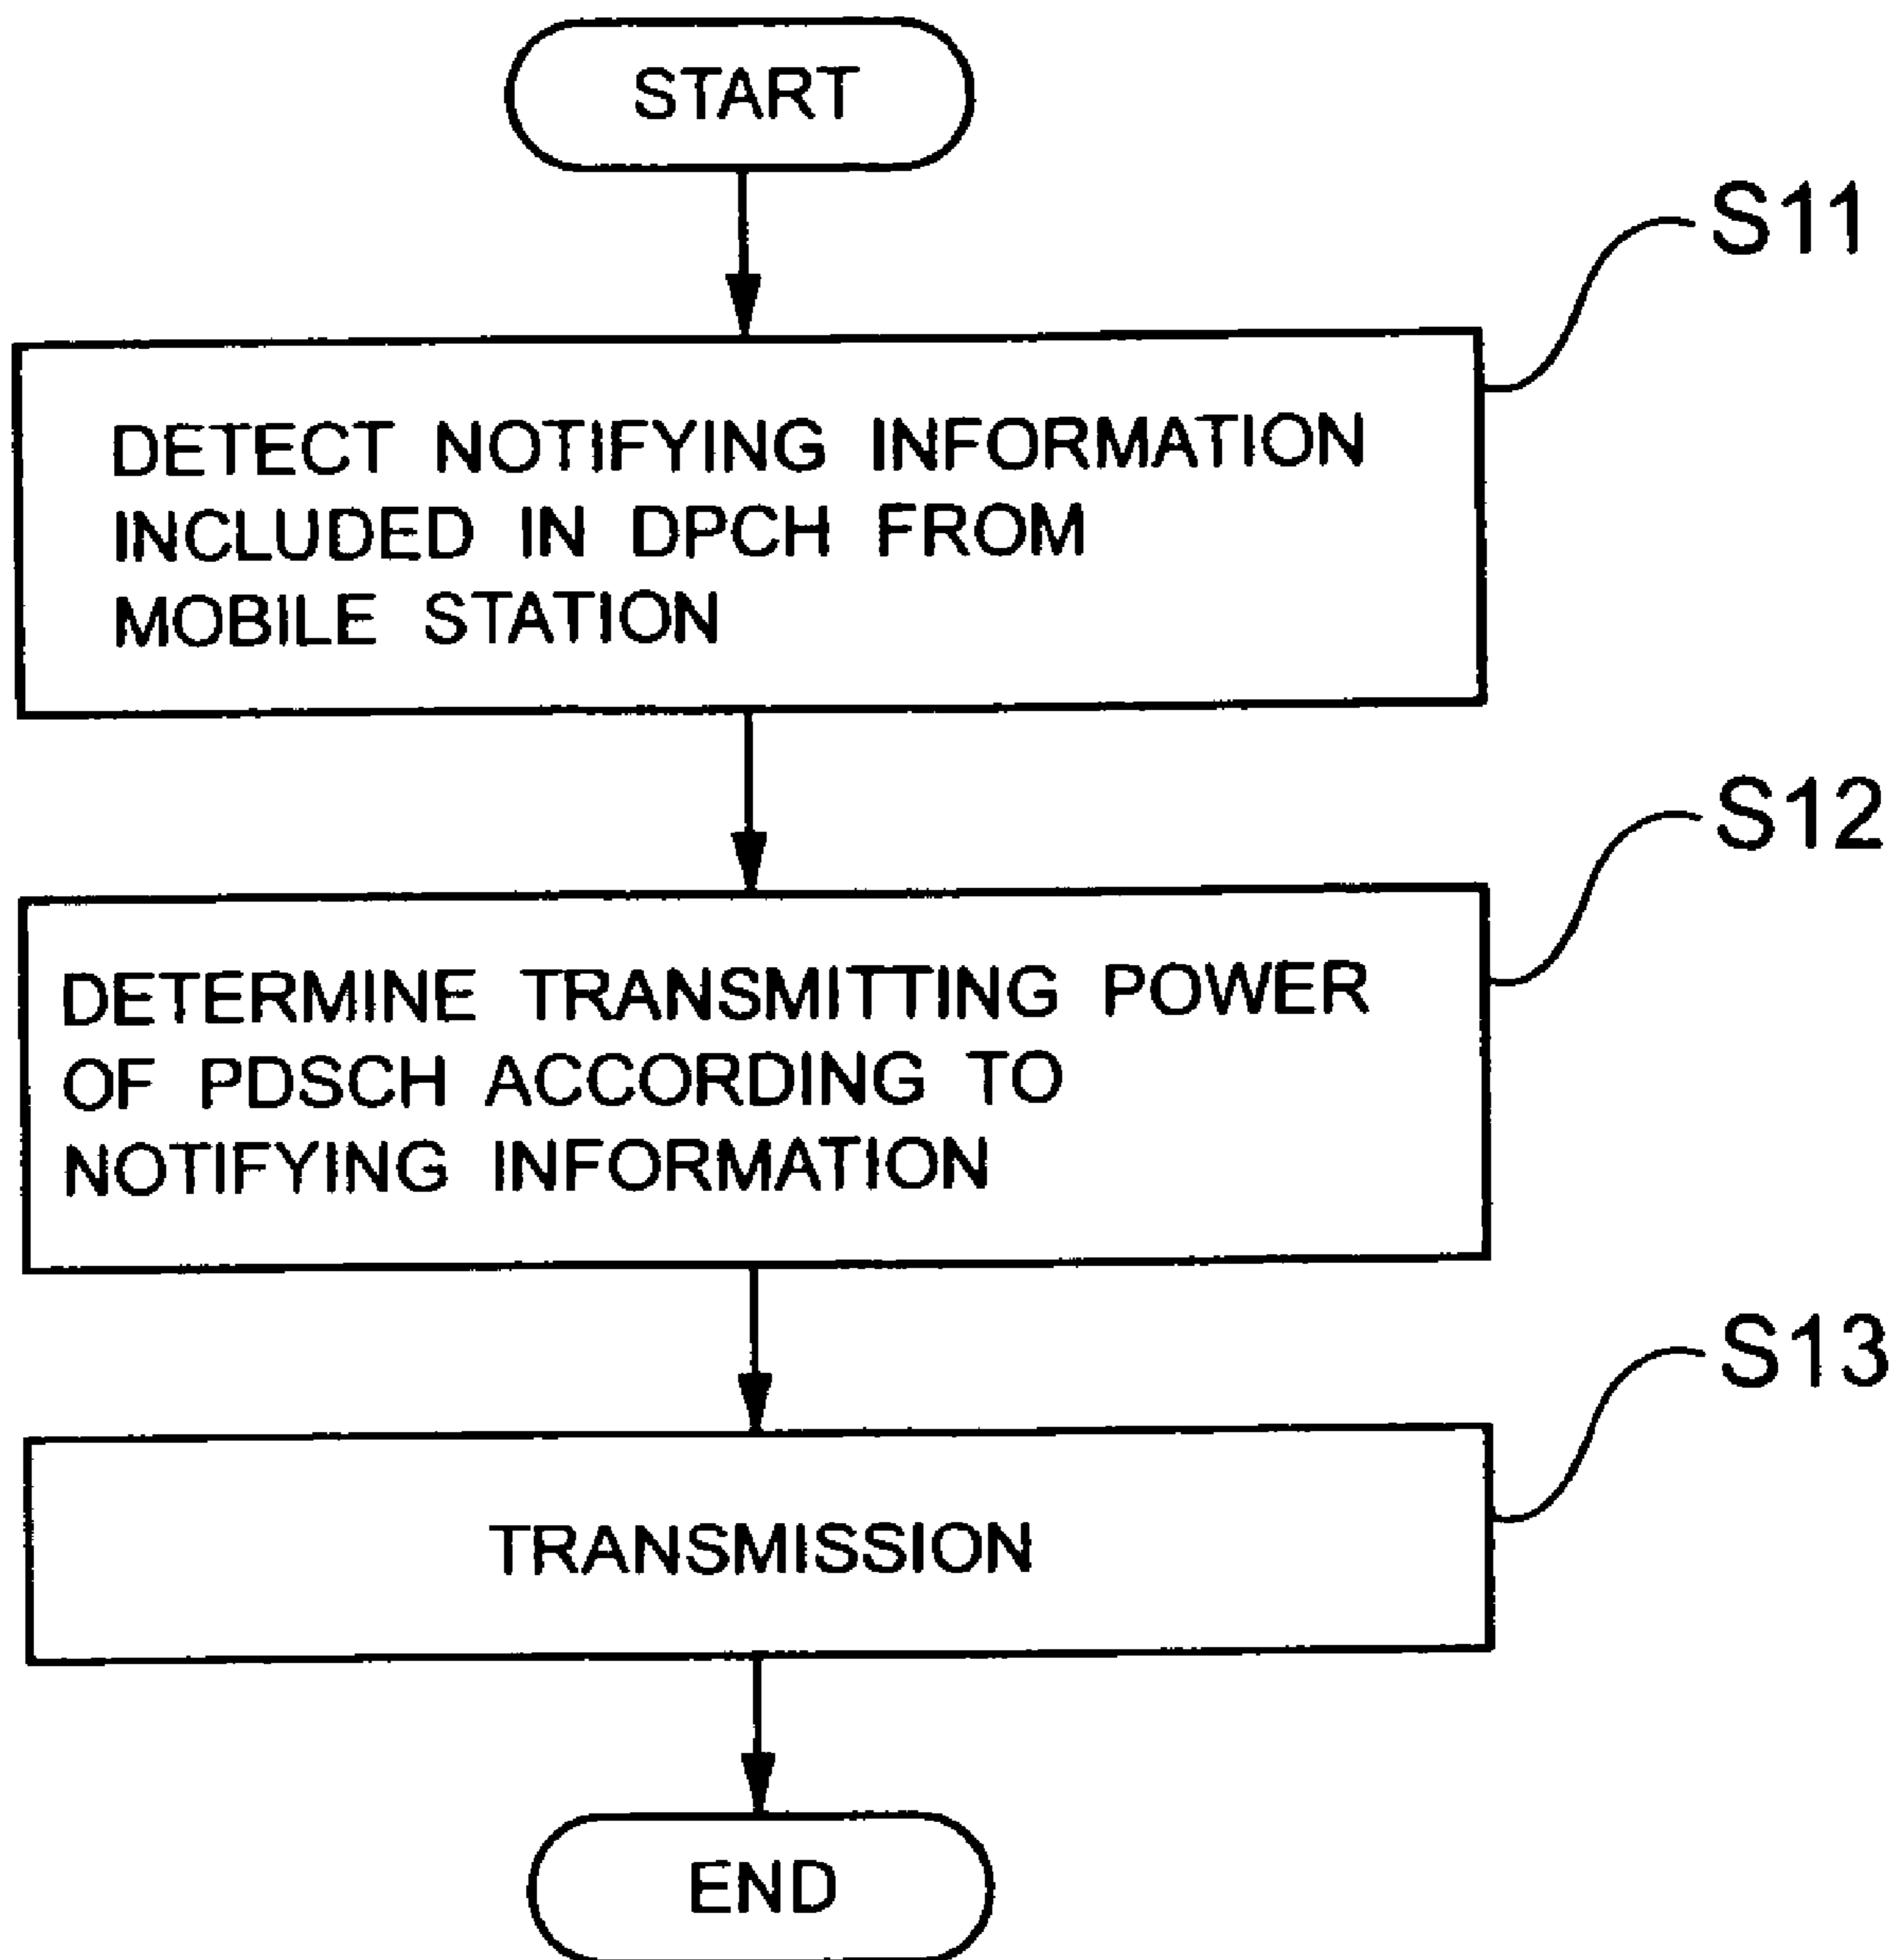 START
S11
DETECT NOTIFYING INFORMATION
INCLUDED IN DPCH FROM
MOBILE STATION
S12
DETERMINE TRANSMITTING POWER
OF PDSCH ACCORDING TO
NOTIFYING INFORMATION
S13
TRANSMISSION
END